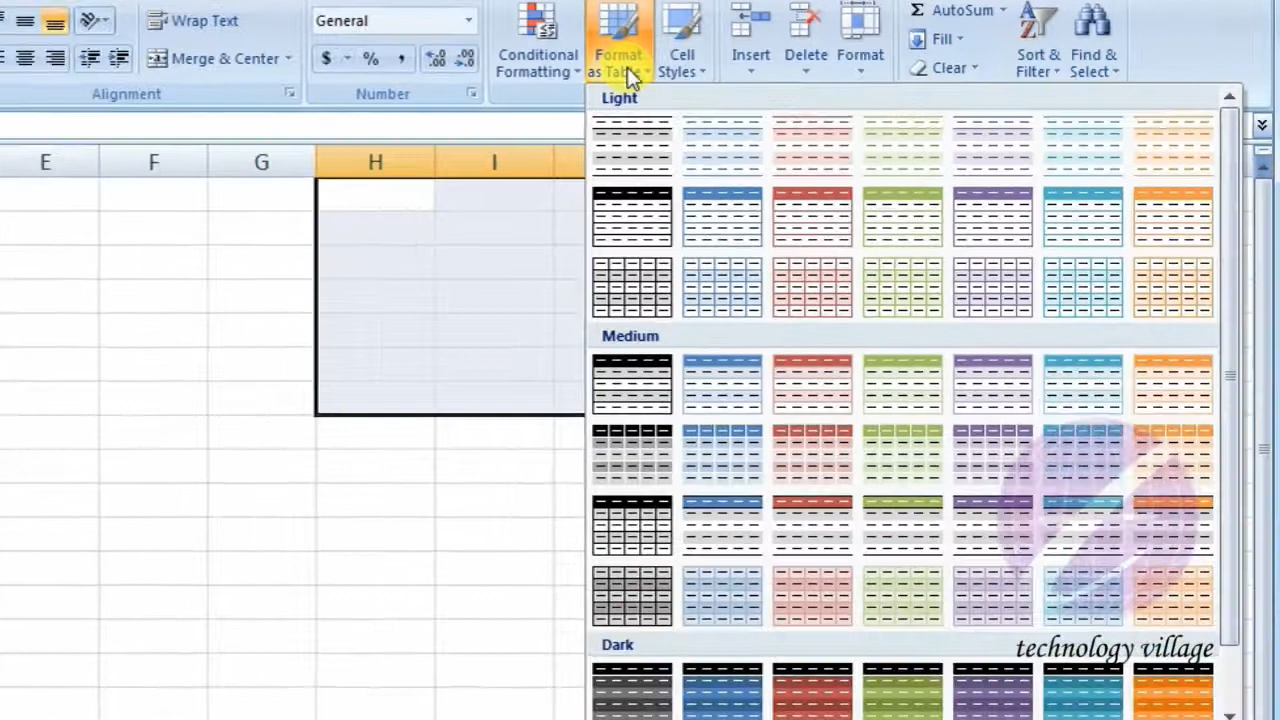 Wrap Text
General
Merge & Center
$ % ,
Conditional
Formatting
Format
as Table
Cell
Styles
Insert
Delete
Format
Σ AutoSum
Fill
Clear
Sort &
Filter
Find &
Select
Alignment
Number
Light
E F G H I
Medium
Dark
technology village